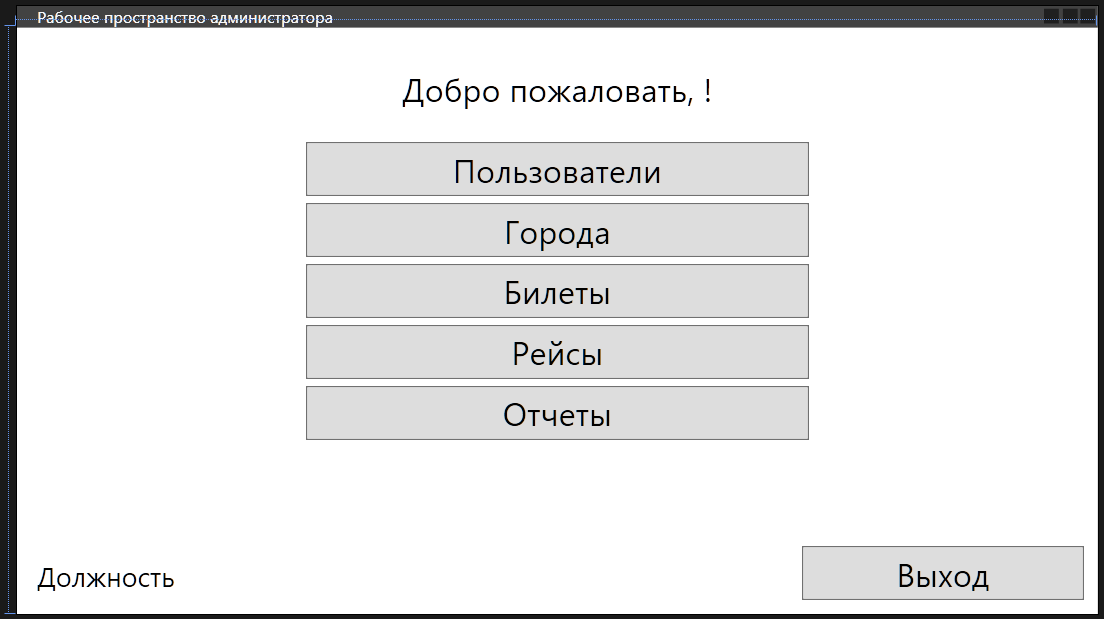 Рабочее пространство администратора
Добро пожаловать, !
Пользователи
Города
Билеты
Рейсы
Отчеты
Должность
Выход